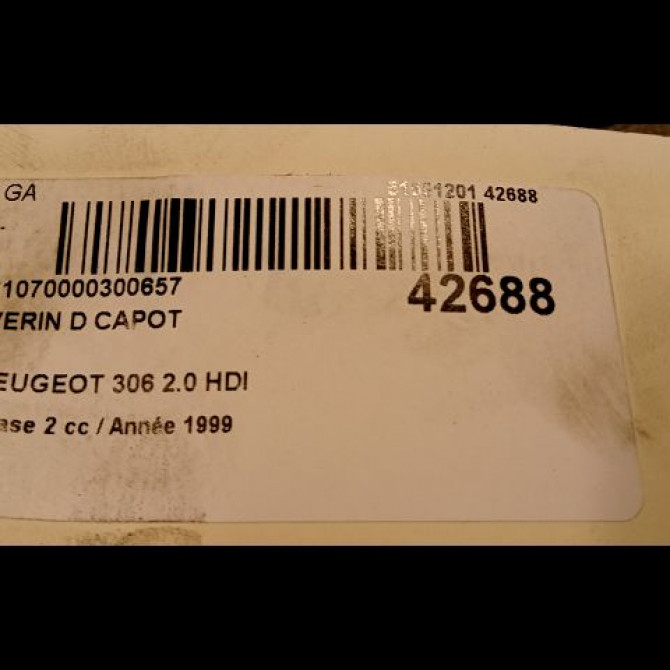 GA
42688
1070000300657
42688
VERIN D CAPOT
EUGEOT 306 2.0 HDI
ase 2 cc / Année 1999